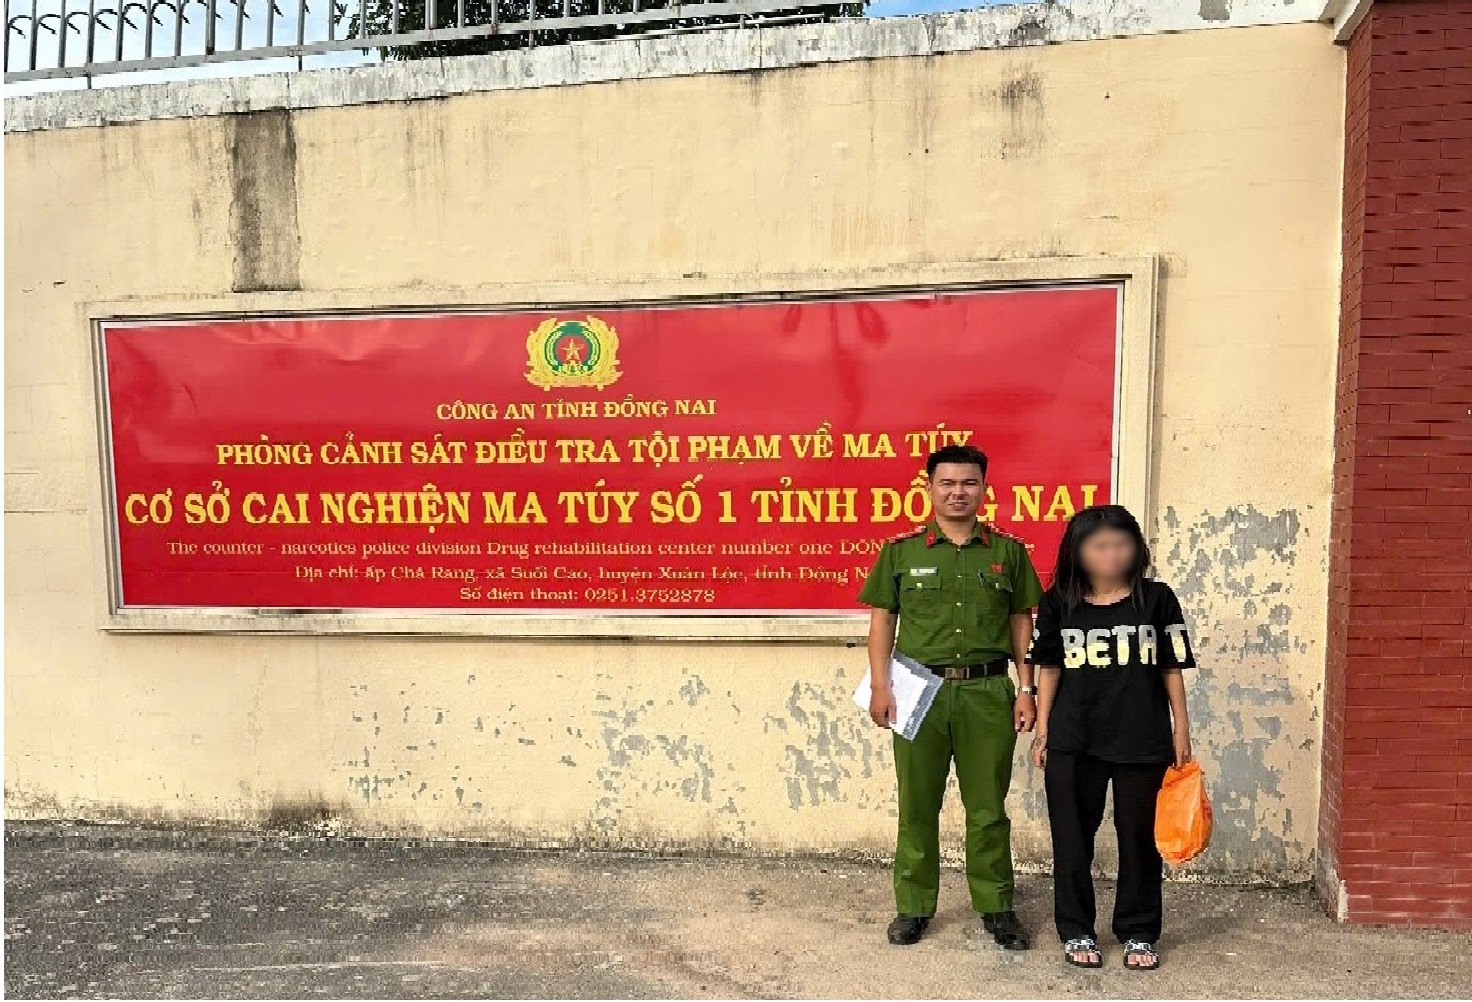 CÔNG AN TỈNH ĐỒNG NAI
PHÒNG CẢNH SÁT ĐIỀU TRA TỘI PHẠM VỀ MA TÚY
CƠ SỞ CAI NGHIỆN MA TÚY SỐ 1 TỈNH ĐỒNG NAI
The counter - narcotics police division Drug rehabilitation center number one DON
Địa chỉ: ấp Chà Rang, xã Suối Cao, huyện Xuân Lộc, tỉnh Đồng
Số điện thoại: 0251.3752878
BETA T